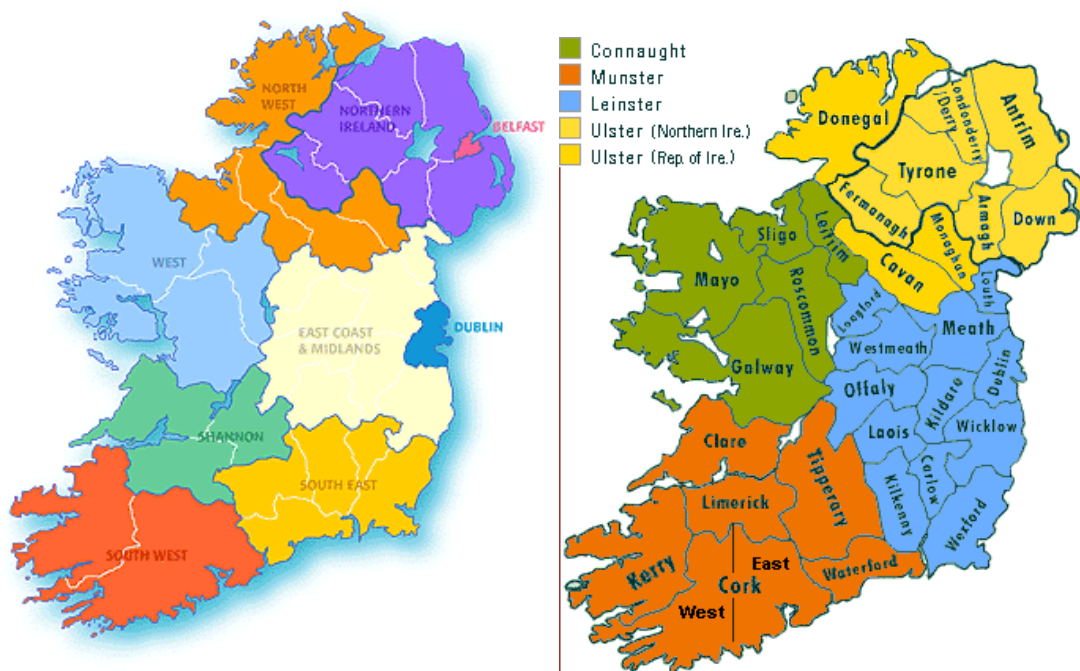 NORTH
WEST
NORTHERN
IRELAND
BELFAST
WEST
EAST COAST
& MIDLANDS
DUBLIN
SHANNON
SOUTH EAST
SOUTH WEST
Connaught
Munster
Leinster
Ulster (Northern Ire.)
Ulster (Rep. of Ire.)
Donegal
Londonderry
/Derry
Antrim
Tyrone
Fermanagh
Armagh
Down
Monaghan
Cavan
Sligo
Leitrim
Mayo
Roscommon
Galway
Longford
Louth
Meath
Westmeath
Offaly
Kildare
Dublin
Laois
Wicklow
Carlow
Kilkenny
Wexford
Clare
Tipperary
Limerick
Kerry
Cork
East
West
Waterford